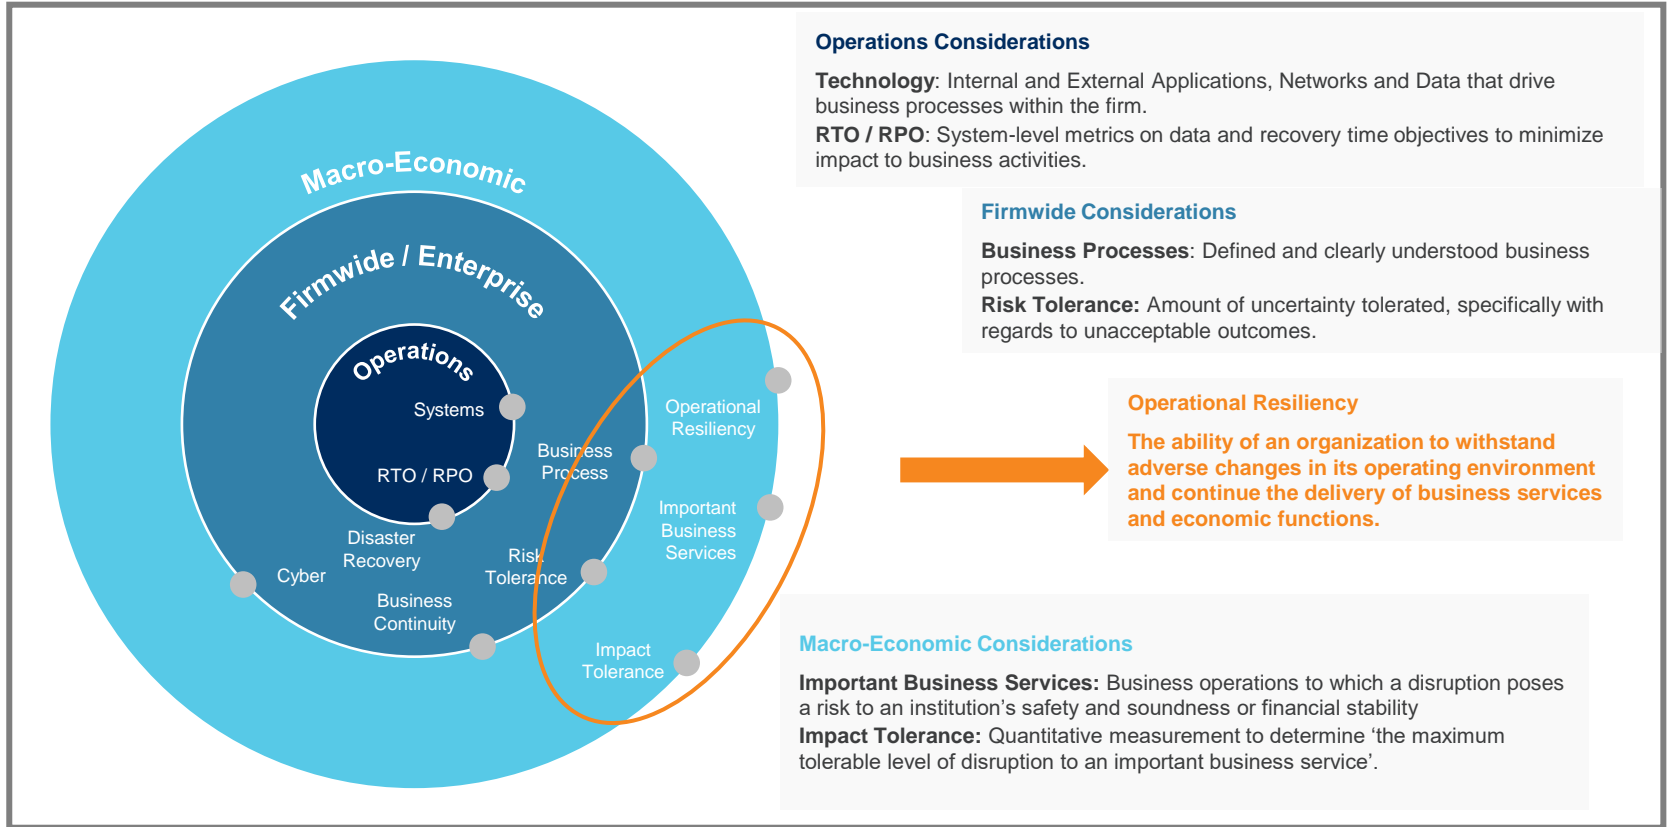 Macro-Economic
Firmwide / Enterprise
Operations
Systems
RTO / RPO
Disaster
Recovery
Cyber
Business
Continuity
Business
Process
Risk
Tolerance
Operational
Resiliency
Important
Business
Services
Impact
Tolerance
Operations Considerations
Technology: Internal and External Applications, Networks and Data that drive
business processes within the firm.
RTO / RPO: System-level metrics on data and recovery time objectives to minimize
impact to business activities.
Firmwide Considerations
Business Processes: Defined and clearly understood business
processes.
Risk Tolerance: Amount of uncertainty tolerated, specifically with
regards to unacceptable outcomes.
Operational Resiliency
The ability of an organization to withstand
adverse changes in its operating environment
and continue the delivery of business services
and economic functions.
Macro-Economic Considerations
Important Business Services: Business operations to which a disruption poses
a risk to an institution’s safety and soundness or financial stability
Impact Tolerance: Quantitative measurement to determine ‘the maximum
tolerable level of disruption to an important business service’.